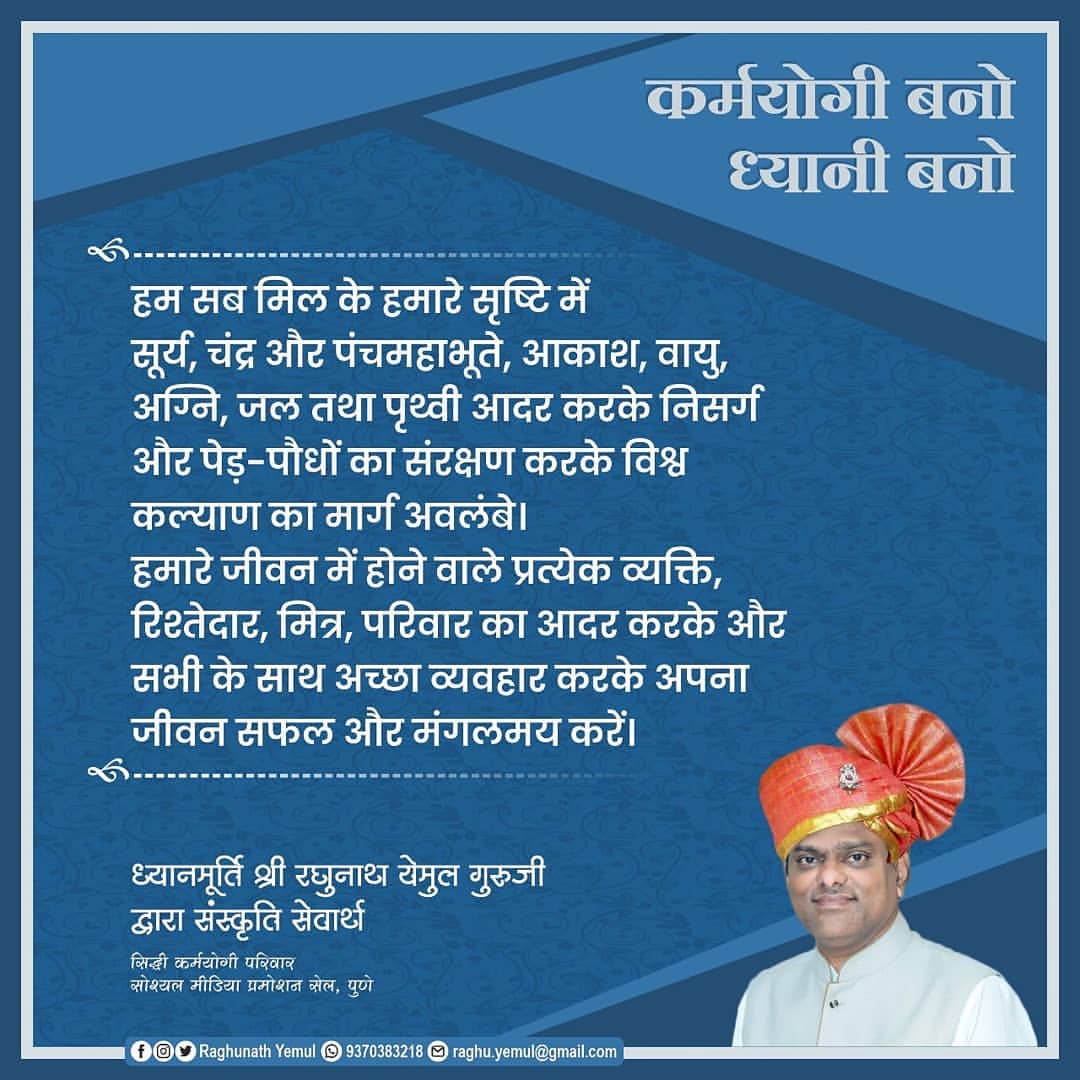 कर्मयोगी बनो
ध्यानी बनो
हम सब मिल के हमारे सृष्टि में
सूर्य, चंद्र और पंचमहाभूते, आकाश, वायु,
अग्नि, जल तथा पृथ्वी आदर करके निसर्ग
और पेड़-पौधों का संरक्षण करके विश्व
कल्याण का मार्ग अवलंबे।
हमारे जीवन में होने वाले प्रत्येक व्यक्ति,
रिश्तेदार, मित्र, परिवार का आदर करके और
सभी के साथ अच्छा व्यवहार करके अपना
जीवन सफल और मंगलमय करें।
ध्यानमूर्ति श्री रघुनाथ येमुल गुरुजी
द्वारा संस्कृति सेवार्थ
सिद्धी कर्मयोगी परिवार
सोश्यल मीडिया प्रमोशन सेल, पुणे
Raghunath Yemul 9370383218 raghu.yemul@gmail.com